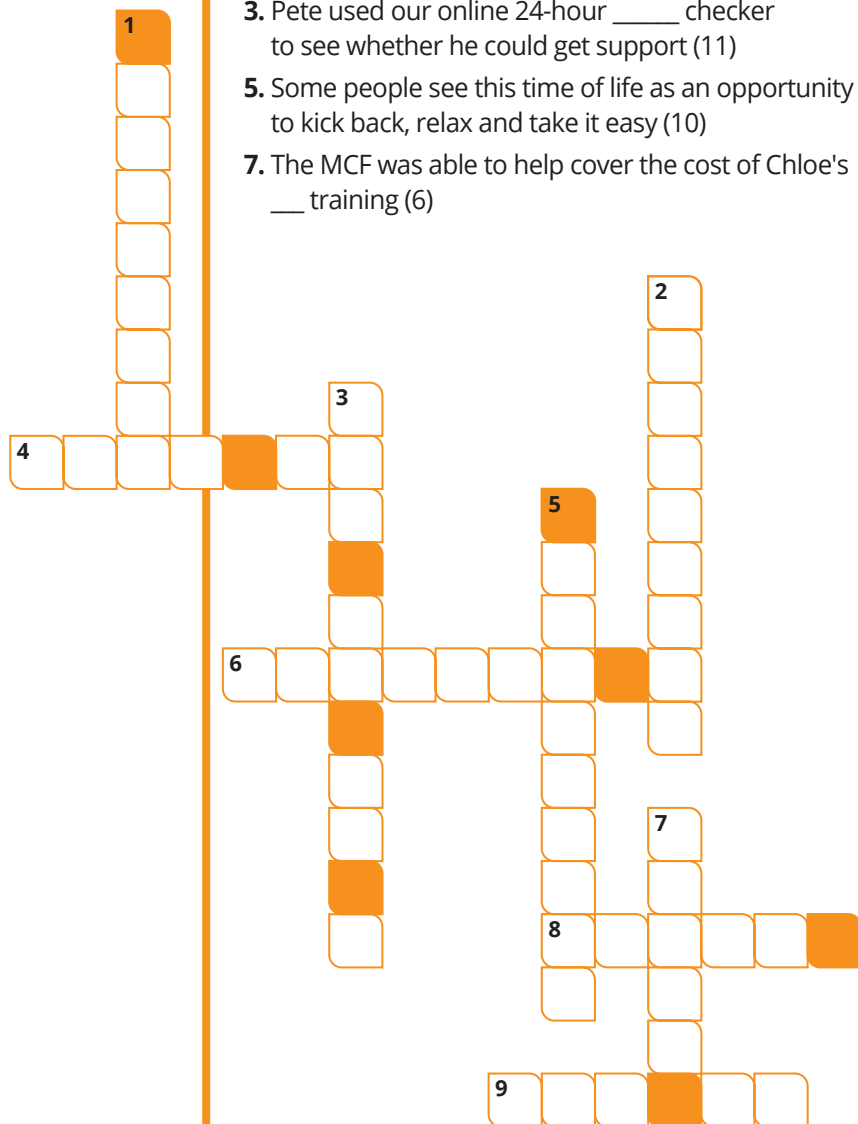 3. Pete used our online 24-hour ______ checker
to see whether he could get support (11)
5. Some people see this time of life as an opportunity
to kick back, relax and take it easy (10)
7. The MCF was able to help cover the cost of Chloe's
___ training (6)
1
2
3
4
5
6
7
8
9